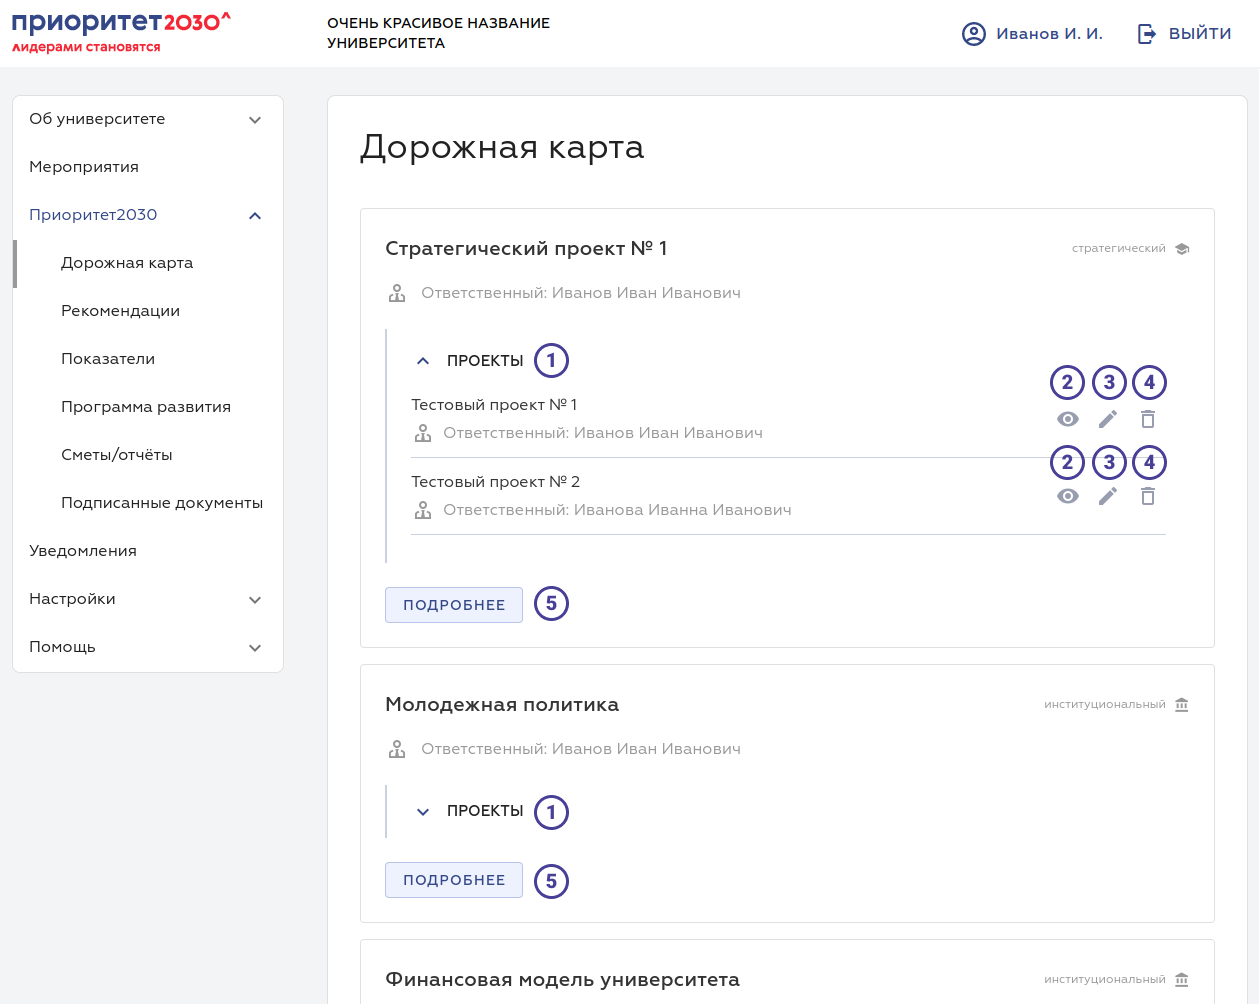 приоритет2030^
лидерами становятся
ОЧЕНЬ КРАСИВОЕ НАЗВАНИЕ
УНИВЕРСИТЕТА
Иванов И. И.
ВЫЙТИ
Об университете
Мероприятия
Приоритет2030
Дорожная карта
Рекомендации
Показатели
Программа развития
Сметы/отчёты
Подписанные документы
Уведомления
Настройки
Помощь
Дорожная карта
Стратегический проект № 1
стратегический
Ответственный: Иванов Иван Иванович
ПРОЕКТЫ 1
2 3 4
Тестовый проект № 1
Ответственный: Иванов Иван Иванович
2 3 4
Тестовый проект № 2
Ответственный: Иванова Иванна Иванович
ПОДРОБНЕЕ 5
Молодежная политика
институциональный
Ответственный: Иванов Иван Иванович
ПРОЕКТЫ 1
ПОДРОБНЕЕ 5
Финансовая модель университета
институциональный